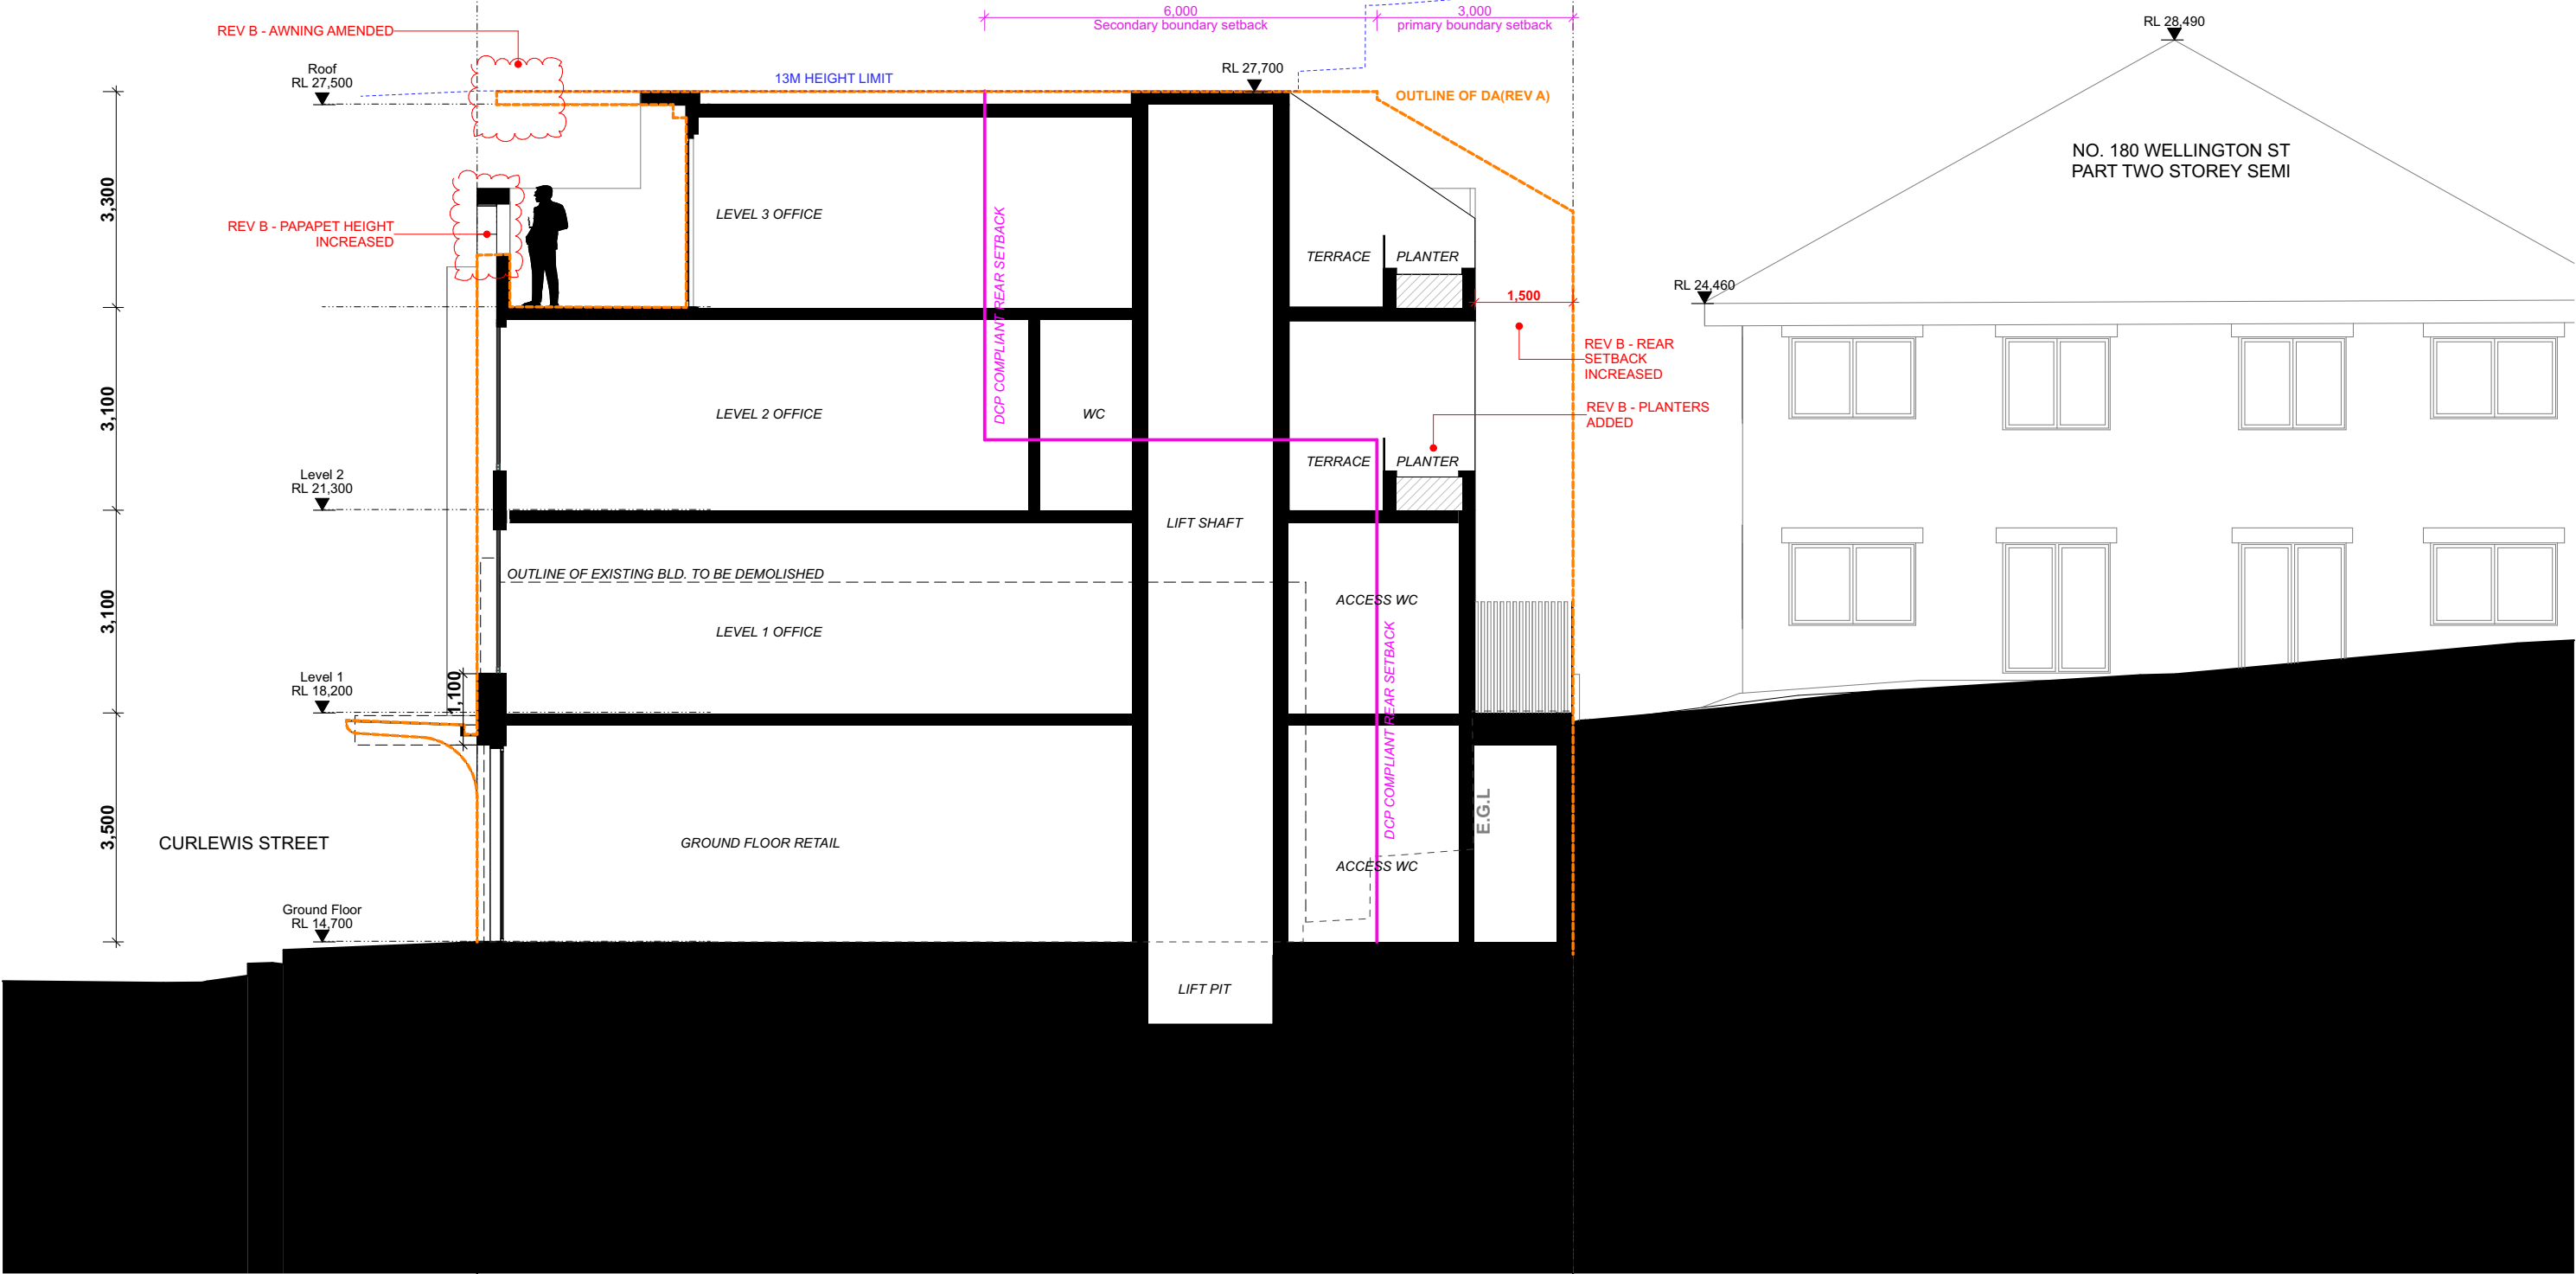 6,000
Secondary boundary setback
3,000
primary boundary setback
RL 28,490
REV B - AWNING AMENDED
Roof
RL 27,500
13M HEIGHT LIMIT
RL 27,700
OUTLINE OF DA(REV A)
NO. 180 WELLINGTON ST
PART TWO STOREY SEMI
3,300
REV B - PAPAPET HEIGHT
INCREASED
LEVEL 3 OFFICE
DCP COMPLIANT REAR SETBACK
TERRACE
PLANTER
1,500
RL 24,460
REV B - REAR
SETBACK
INCREASED
3,100
LEVEL 2 OFFICE
WC
REV B - PLANTERS
ADDED
TERRACE
PLANTER
Level 2
RL 21,300
LIFT SHAFT
OUTLINE OF EXISTING BLD. TO BE DEMOLISHED
3,100
ACCESS WC
LEVEL 1 OFFICE
DCP COMPLIANT REAR SETBACK
Level 1
RL 18,200
1,100
3,500
CURLEWIS STREET
GROUND FLOOR RETAIL
E.G.L
ACCESS WC
Ground Floor
RL 14,700
LIFT PIT